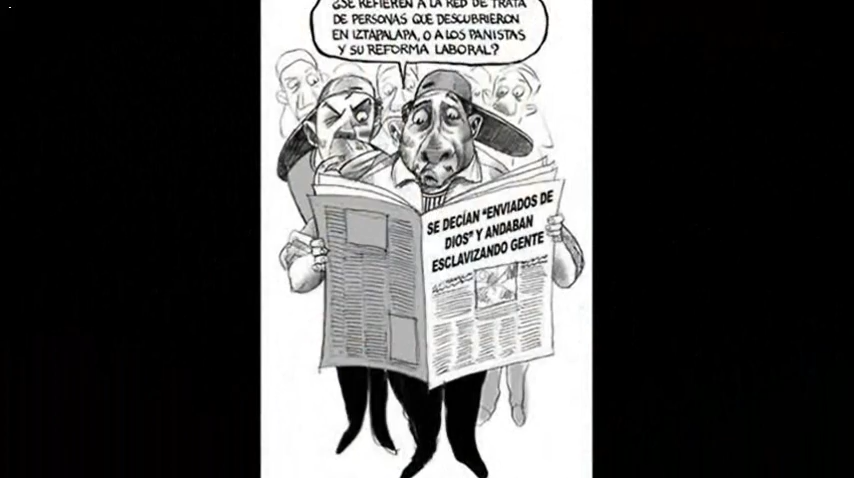 ¿SE REFIEREN A LA RED DE TRATA
DE PERSONAS QUE DESCUBRIERON
EN IZTAPALAPA, O A LOS PANISTAS
Y SU REFORMA LABORAL?
SE DECÍAN "ENVIADOS DE
DIOS" Y ANDABAN
ESCLAVIZANDO GENTE